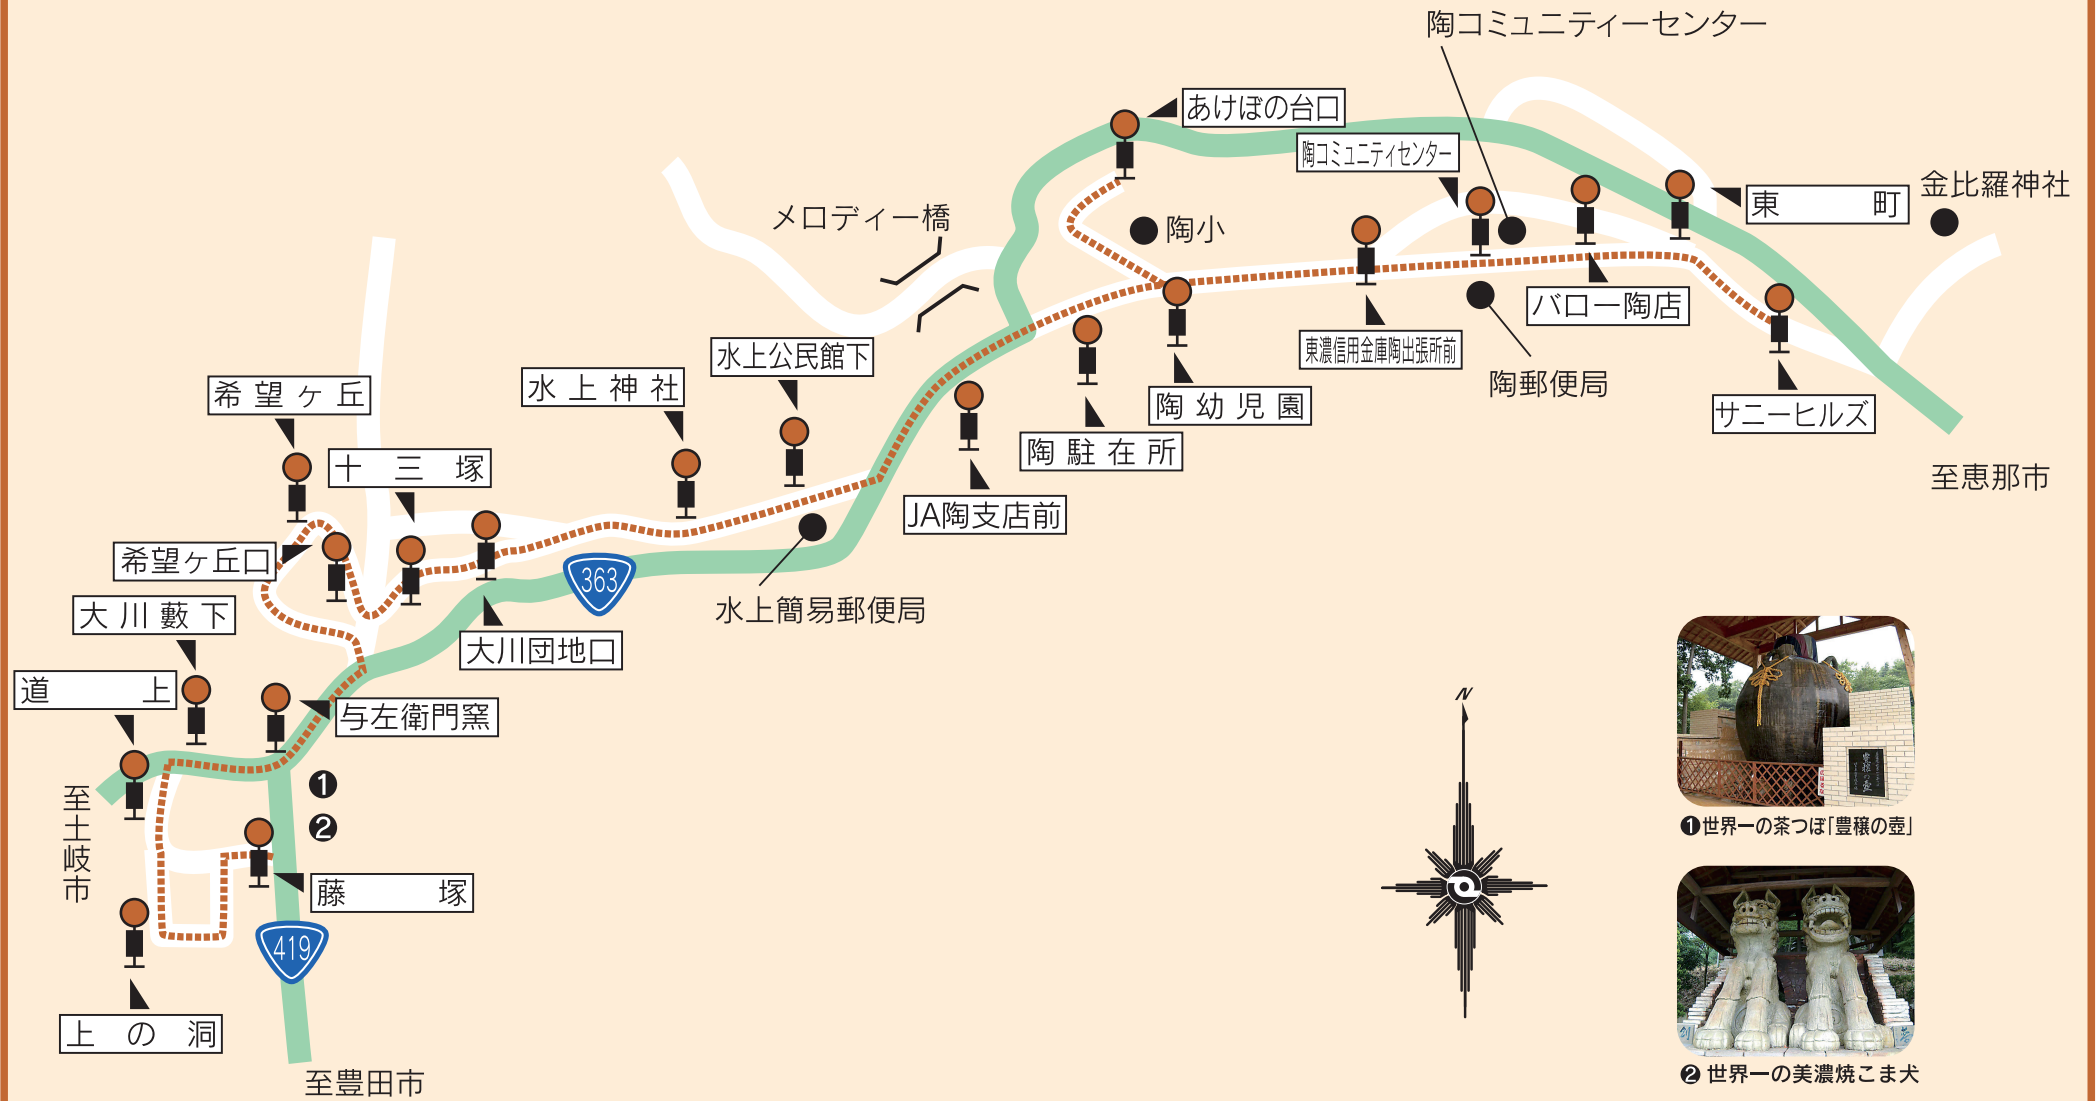 陶コミュニティーセンター
あけぼの台口
陶コミュニティセンター
金比羅神社
東町
メロディー橋
陶小
バロー陶店
東濃信用金庫陶出張所前
水上公民館下
希望ヶ丘
水上神社
陶郵便局
陶幼児園
サニーヒルズ
十三塚
陶駐在所
至恵那市
JA陶支店前
希望ヶ丘口
363
大川藪下
水上簡易郵便局
大川団地口
道上
与左衛門窯
N
至土岐市
❶
❷
❶世界一の茶つぼ「豊穣の壺」
藤塚
419
上の洞
至豊田市
❷世界一の美濃焼こま犬
豊穣の壺